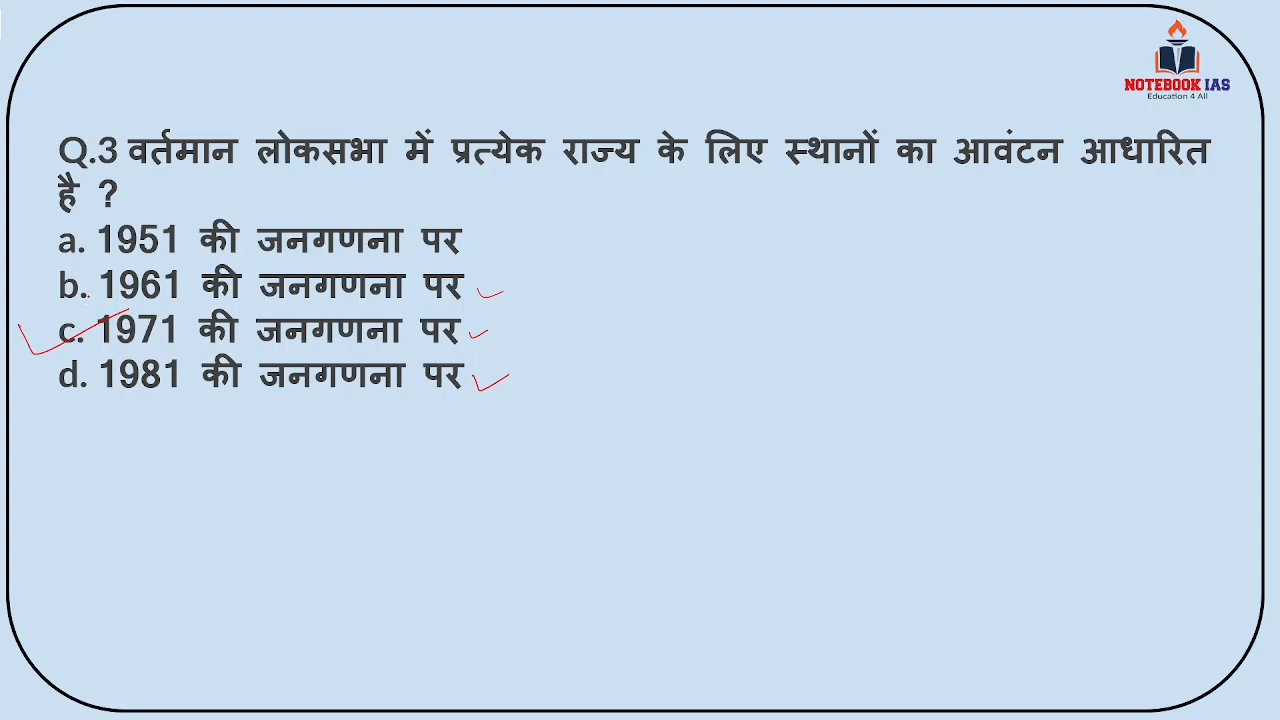 NOTEBOOK IAS
Education 4 All
Q.3 वर्तमान लोकसभा में प्रत्येक राज्य के लिए स्थानों का आवंटन आधारित
है ?
a. 1951 की जनगणना पर
b. 1961 की जनगणना पर
c. 1971 की जनगणना पर
d. 1981 की जनगणना पर